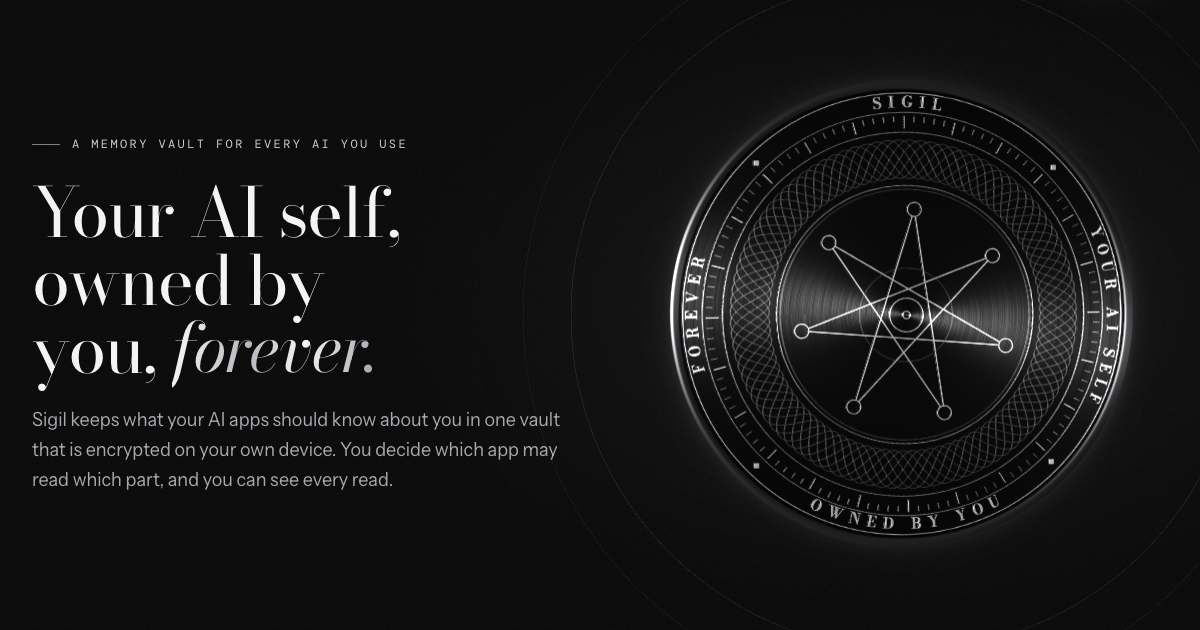 A MEMORY VAULT FOR EVERY AI YOU USE
Your AI self,
owned by
you, forever.
Sigil keeps what your AI apps should know about you in one vault
that is encrypted on your own device. You decide which app may
read which part, and you can see every read.
SIGIL
YOUR AI SELF
OWNED BY YOU
FOREVER